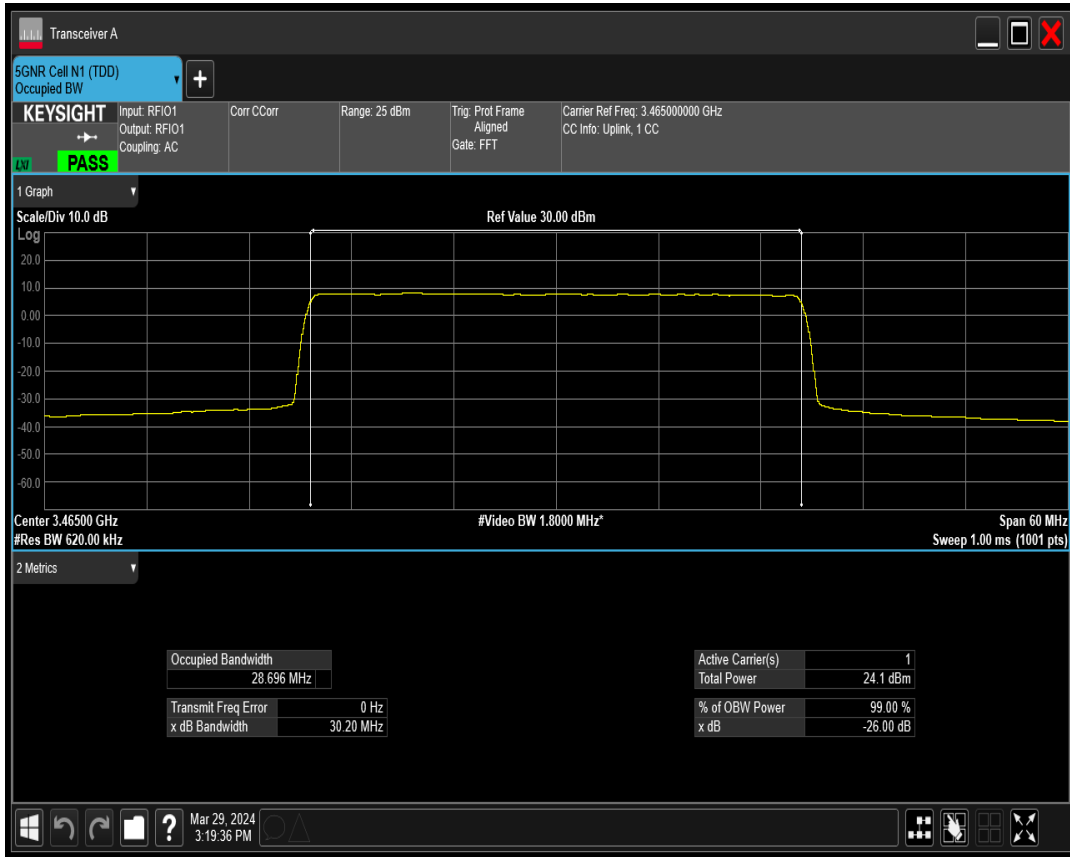 Transceiver A
5GNR Cell N1 (TDD)
Occupied BW
+
KEYSIGHT
LXI
PASS
Input: RFIO1
Output: RFIO1
Coupling: AC
Corr CCorr
Range: 25 dBm
Trig: Prot Frame
Aligned
Gate: FFT
Carrier Ref Freq: 3.465000000 GHz
CC Info: Uplink, 1 CC
1 Graph
Scale/Div 10.0 dB
Ref Value 30.00 dBm
Log
20.0
10.0
0.00
-10.0
-20.0
-30.0
-40.0
-50.0
-60.0
Center 3.46500 GHz
#Video BW 1.8000 MHz*
Span 60 MHz
#Res BW 620.00 kHz
Sweep 1.00 ms (1001 pts)
2 Metrics
Occupied Bandwidth
28.696 MHz
Transmit Freq Error 0 Hz
x dB Bandwidth 30.20 MHz
Active Carrier(s) 1
Total Power 24.1 dBm
% of OBW Power 99.00 %
x dB -26.00 dB
?
Mar 29, 2024
3:19:36 PM